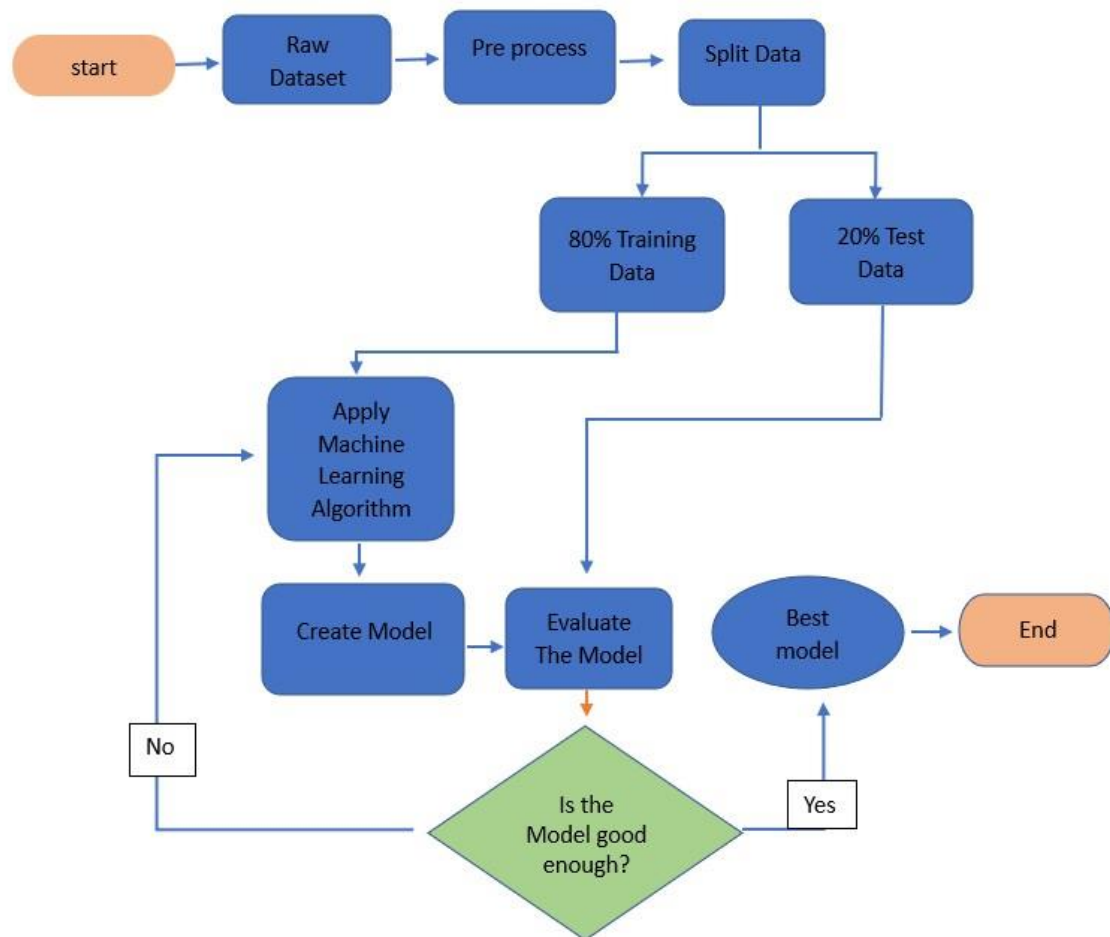 start
Raw
Dataset
Pre process
Split Data
80% Training
Data
20% Test
Data
Apply
Machine
Learning
Algorithm
Create Model
Evaluate
The Model
Best
model
End
No
Is the
Model good
enough?
Yes